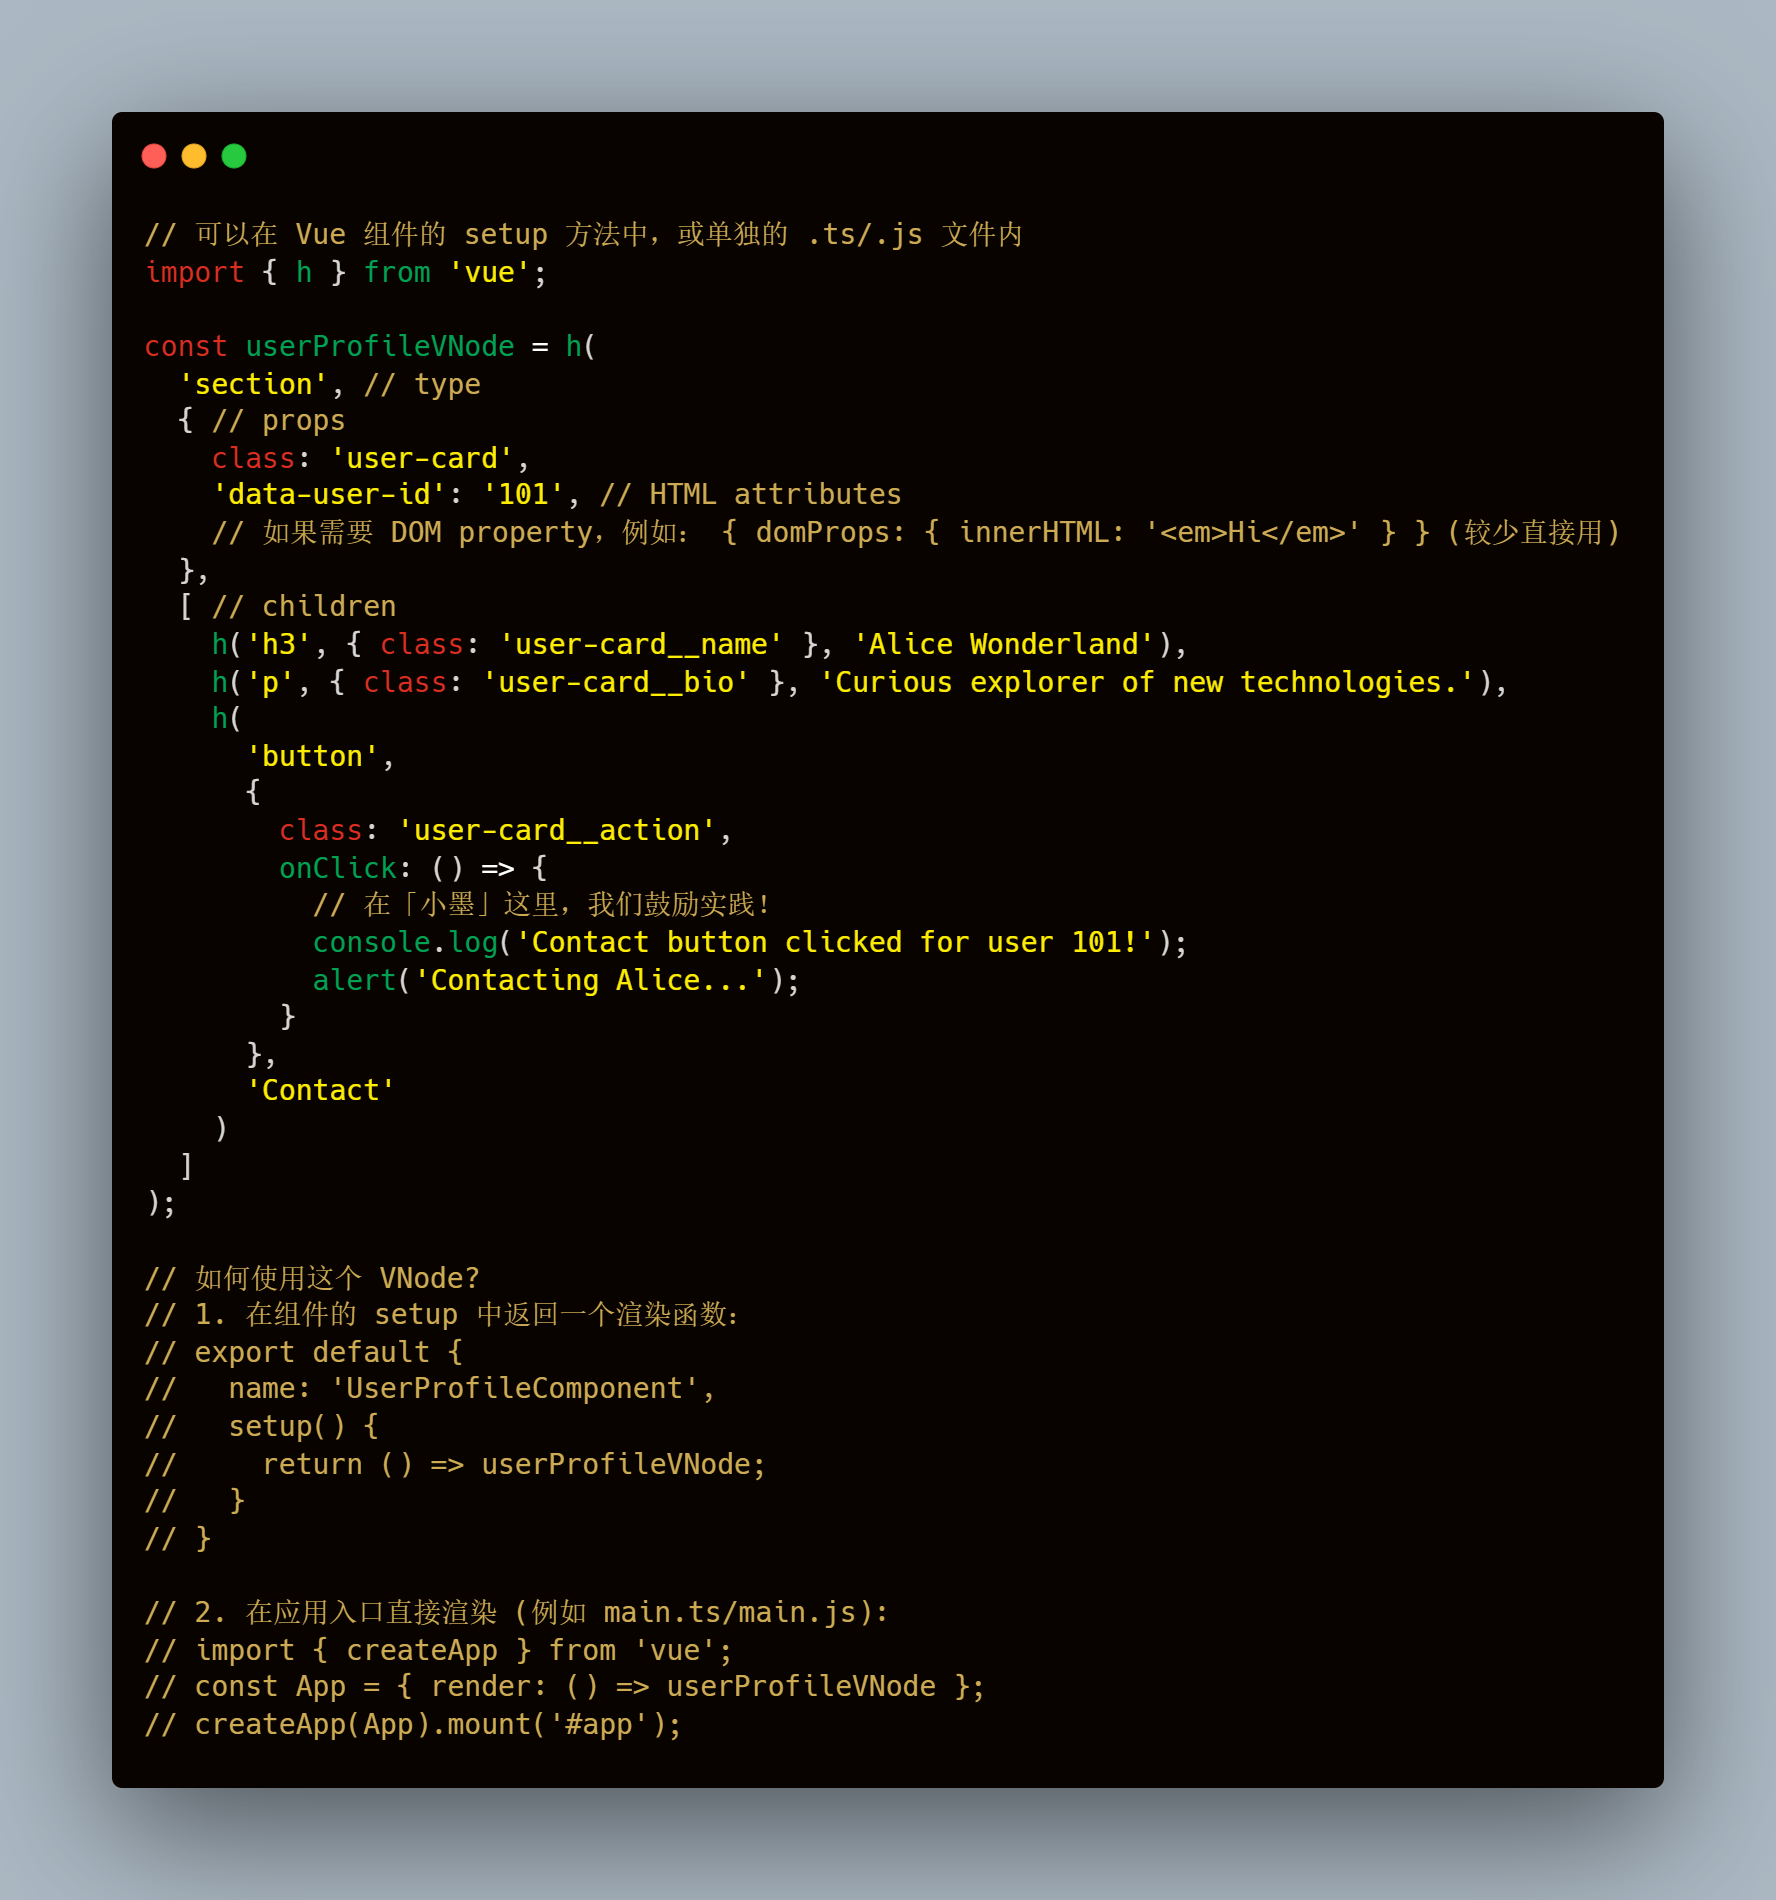 // 可以在 Vue 组件的 setup 方法中，或单独的 .ts/.js 文件内
import { h } from 'vue';

const userProfileVNode = h(
  'section', // type
  { // props
    class: 'user-card',
    'data-user-id': '101', // HTML attributes
    // 如果需要 DOM property，例如： { domProps: { innerHTML: '<em>Hi</em>' } } (较少直接用)
  },
  [ // children
    h('h3', { class: 'user-card__name' }, 'Alice Wonderland'),
    h('p', { class: 'user-card__bio' }, 'Curious explorer of new technologies.'),
    h(
      'button',
      {
        class: 'user-card__action',
        onClick: () => {
          // 在「小墨」这里，我们鼓励实践！
          console.log('Contact button clicked for user 101!');
          alert('Contacting Alice...');
        }
      },
      'Contact'
    )
  ]
);

// 如何使用这个 VNode?
// 1. 在组件的 setup 中返回一个渲染函数：
// export default {
//   name: 'UserProfileComponent',
//   setup() {
//     return () => userProfileVNode;
//   }
// }

// 2. 在应用入口直接渲染 (例如 main.ts/main.js):
// import { createApp } from 'vue';
// const App = { render: () => userProfileVNode };
// createApp(App).mount('#app');